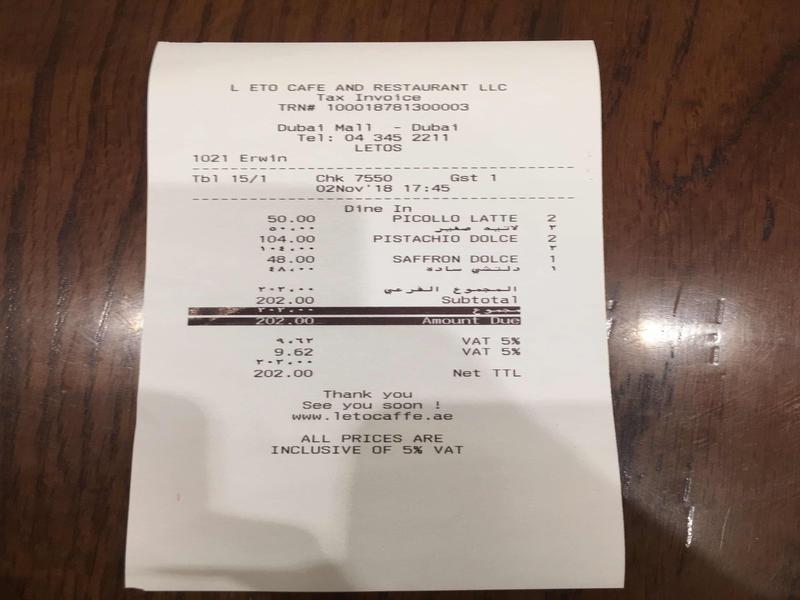 L ETO CAFE AND RESTAURANT LLC
Tax Invoice
TRN# 100018781300003
Dubai Mall - Dubai
Tel: 04 345 2211
LETOS
1021 Erwin
Tbl 15/1 Chk 7550 Gst 1
02Nov'18 17:45
Dine In
50.00 PICOLLO LATTE 2
٥٠.٠٠ لاتيه صغير ٢
104.00 PISTACHIO DOLCE 2
١٠٤.٠٠ ٢
48.00 SAFFRON DOLCE 1
٤٨.٠٠ دلتشي ساده ١
٢٠٢.٠٠ المجموع الفرعي
202.00 Subtotal
٢٠٢.٠٠ مجموع
202.00 Amount Due
٩.٦٢ VAT 5%
9.62 VAT 5%
٢٠٢.٠٠
202.00 Net TTL
Thank you
See you soon !
www.letocaffe.ae
ALL PRICES ARE
INCLUSIVE OF 5% VAT